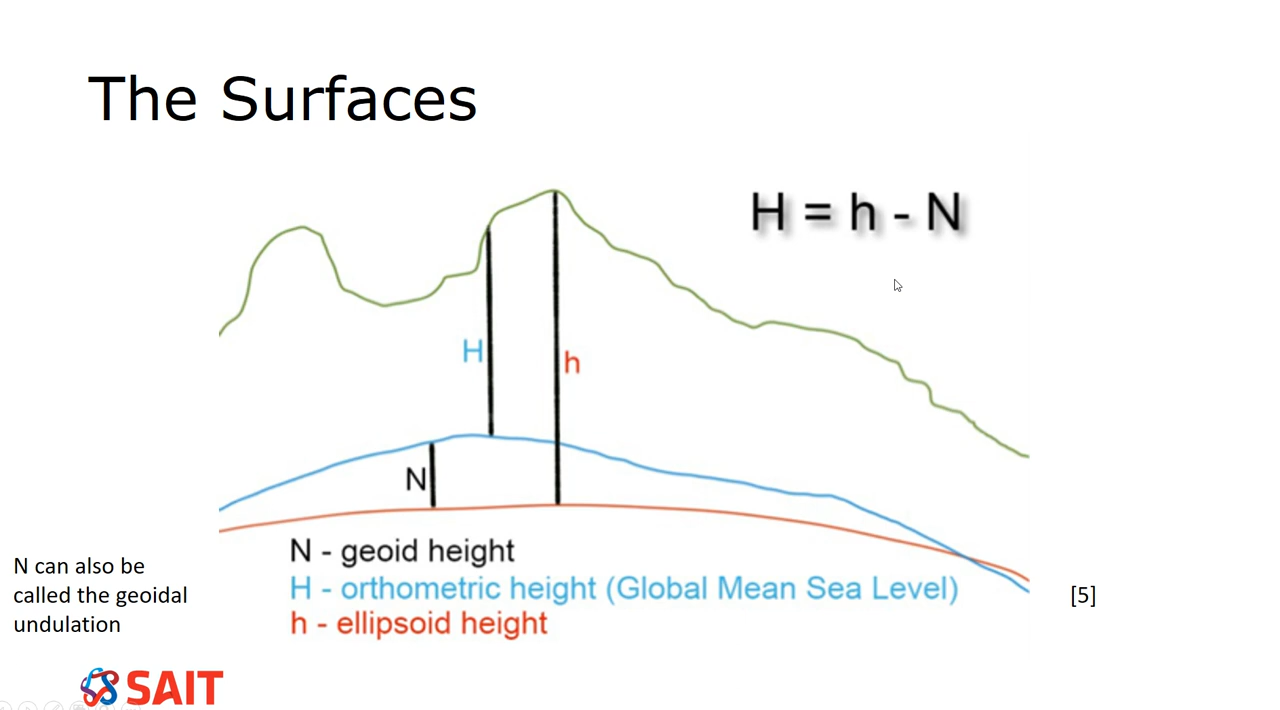 The Surfaces
H = h - N
H
h
N
N - geoid height
H - orthometric height (Global Mean Sea Level)
h - ellipsoid height
N can also be
called the geoidal
undulation
[5]
SAIT